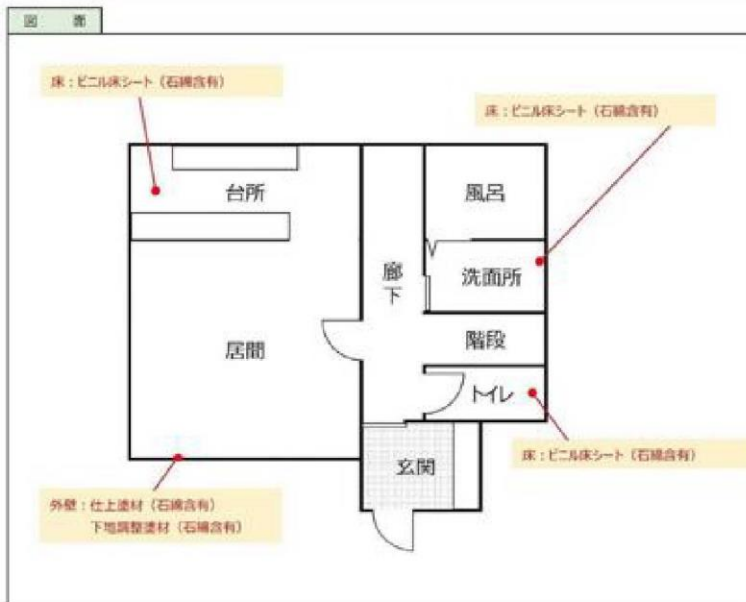 図 面
床：ビニル床シート（石綿含有）
床：ビニル床シート（石綿含有）
台所
風呂
廊下
洗面所
居間
階段
トイレ
床：ビニル床シート（石綿含有）
玄関
外壁：仕上塗材（石綿含有）
下地調整塗材（石綿含有）